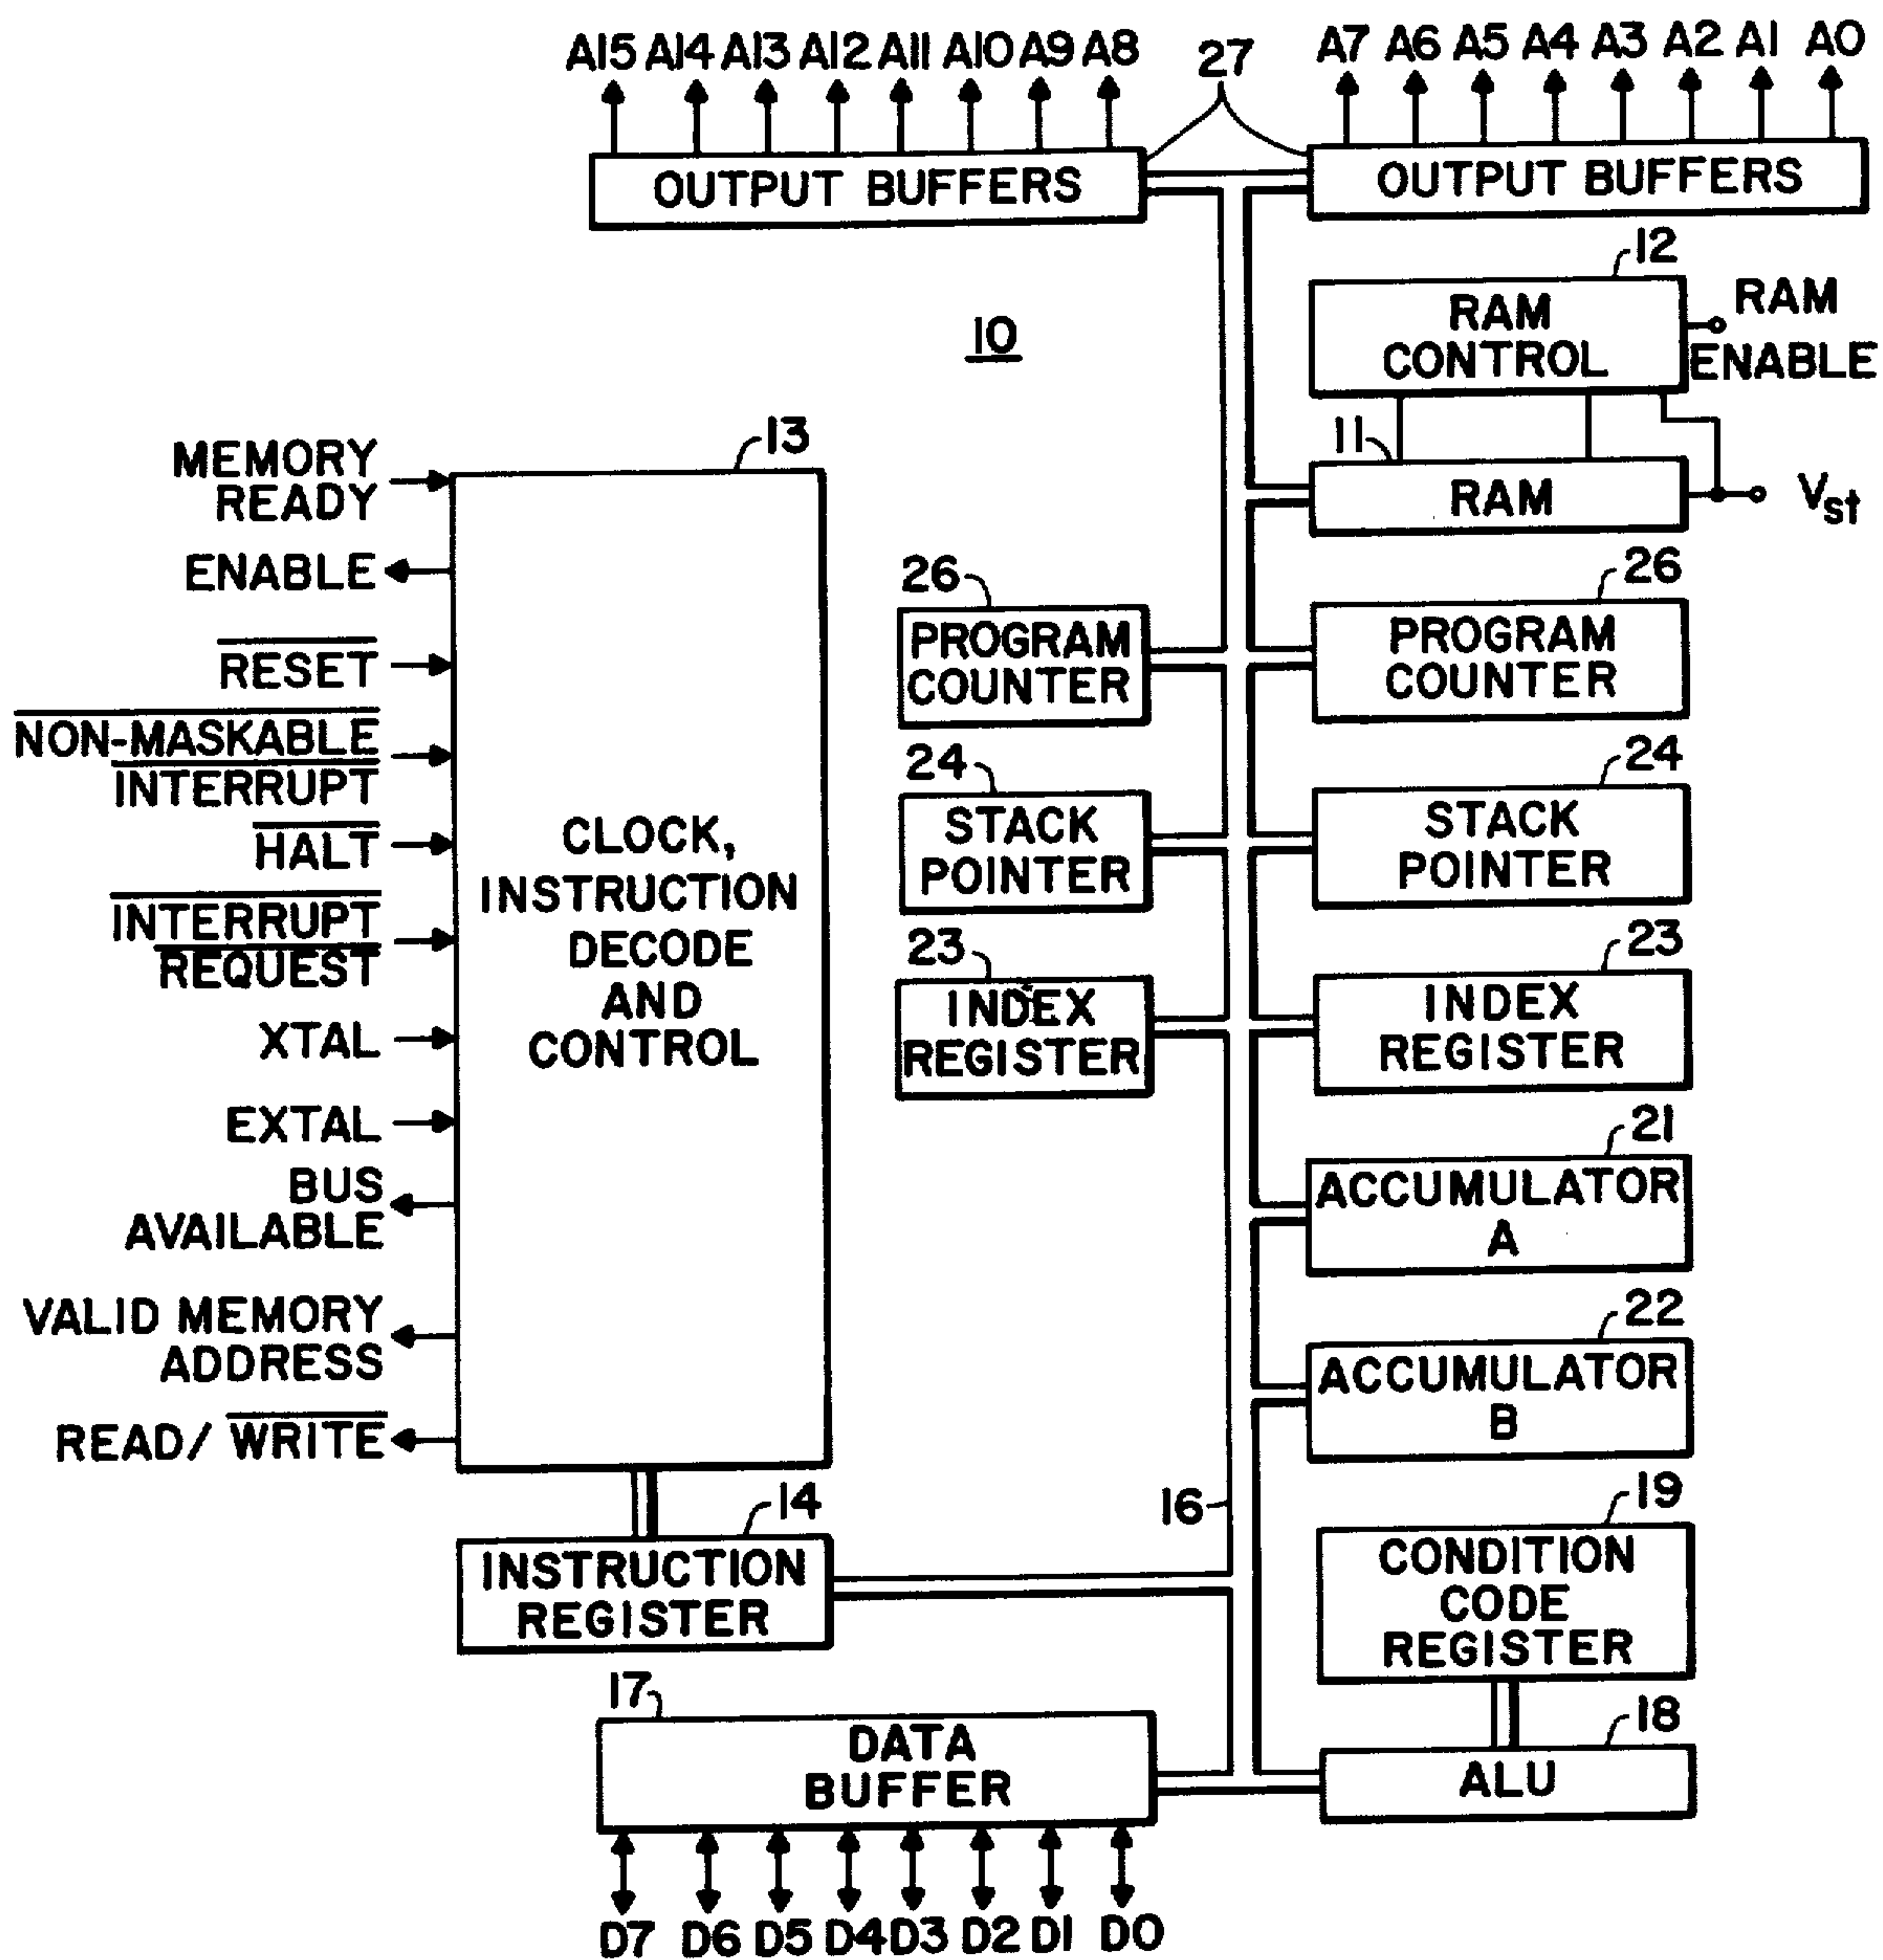 A15 A14 A13 A12 A11 A10 A9 A8
27
A7 A6 A5 A4 A3 A2 A1 A0
OUTPUT BUFFERS
OUTPUT BUFFERS
10
12
RAM
CONTROL
RAM
ENABLE
11
RAM
Vst
13
MEMORY
READY
ENABLE
RESET
NON-MASKABLE
INTERRUPT
HALT
INTERRUPT
REQUEST
XTAL
EXTAL
BUS
AVAILABLE
VALID MEMORY
ADDRESS
READ/ WRITE
CLOCK,
INSTRUCTION
DECODE
AND
CONTROL
26
PROGRAM
COUNTER
26
PROGRAM
COUNTER
24
STACK
POINTER
24
STACK
POINTER
23
INDEX
REGISTER
23
INDEX
REGISTER
21
ACCUMULATOR
A
22
ACCUMULATOR
B
16
14
INSTRUCTION
REGISTER
19
CONDITION
CODE
REGISTER
17
DATA
BUFFER
18
ALU
D7 D6 D5 D4 D3 D2 D1 D0